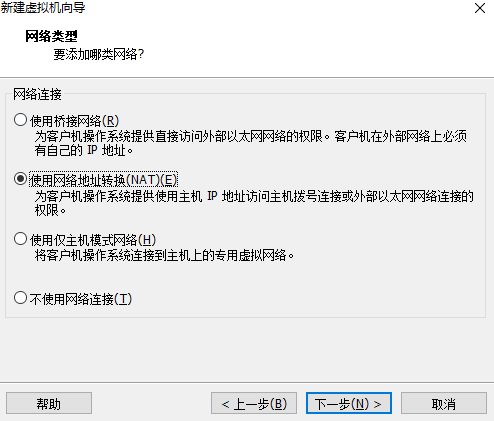 新建虚拟机向导
网络类型
要添加哪类网络?
网络连接
使用桥接网络(R)
为客户机操作系统提供直接访问外部以太网网络的权限。客户机在外部网络上必须
有自己的 IP 地址。
使用网络地址转换(NAT)(E)
为客户机操作系统提供使用主机 IP 地址访问主机拨号连接或外部以太网网络连接的
权限。
使用仅主机模式网络(H)
将客户机操作系统连接到主机上的专用虚拟网络。
不使用网络连接(T)
帮助 < 上一步(B) 下一步(N) > 取消